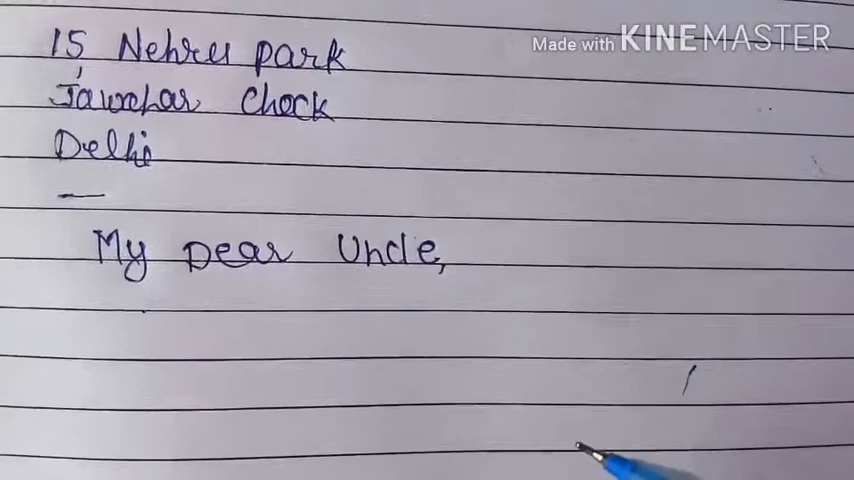 15 Nehru park
Made with KINEMASTER
Jawahar Chock
Delhi
—
My Dear Uncle,